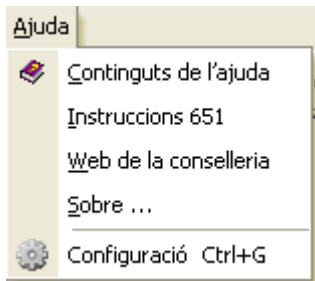 Ajuda
Continguts de l'ajuda
Instruccions 651
Web de la conselleria
Sobre ...
Configuració Ctrl+G